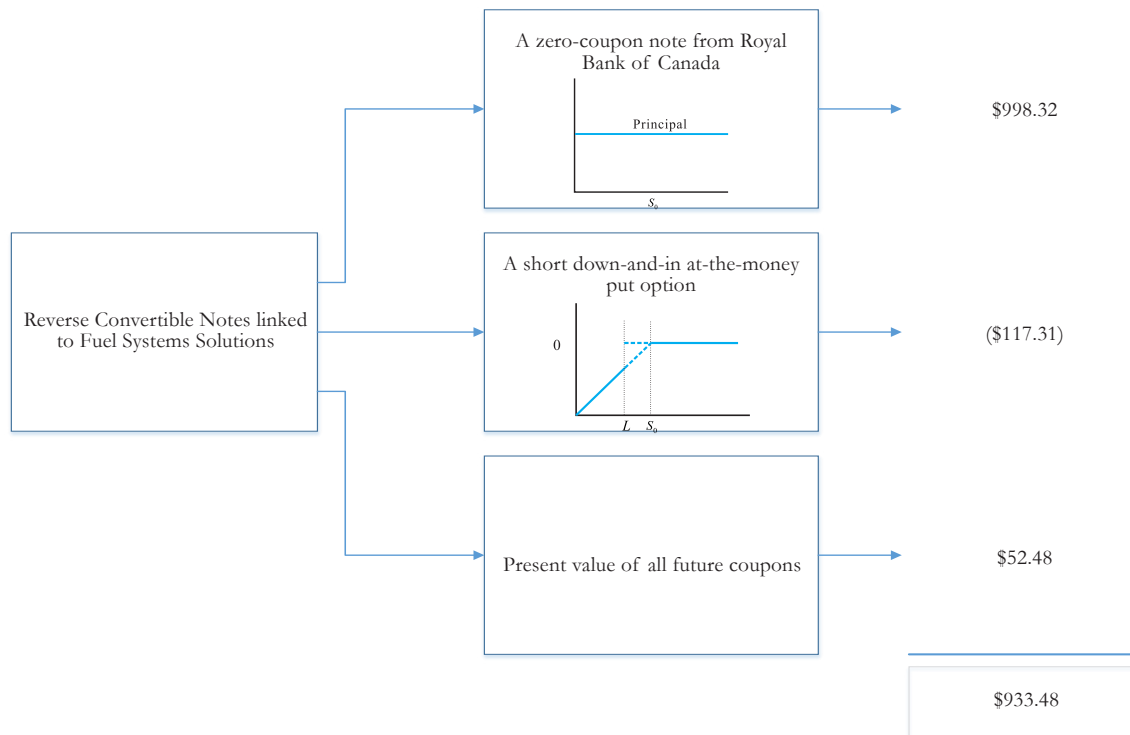 A zero-coupon note from Royal
Bank of Canada
Principal
S₀
$998.32
Reverse Convertible Notes linked
to Fuel Systems Solutions
A short down-and-in at-the-money
put option
0
L S₀
($117.31)
Present value of all future coupons
$52.48
$933.48